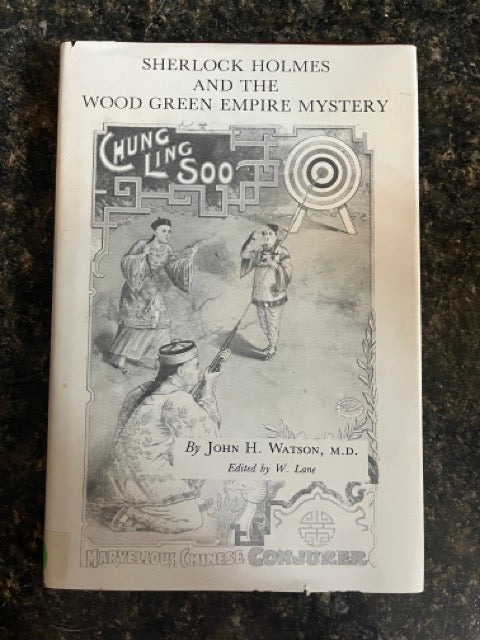 SHERLOCK HOLMES
AND THE
WOOD GREEN EMPIRE MYSTERY
CHUNG
LING
SOO
By JOHN H. WATSON, M.D.
Edited by W. Lane
MARVELLOUS CHINESE CONJURER